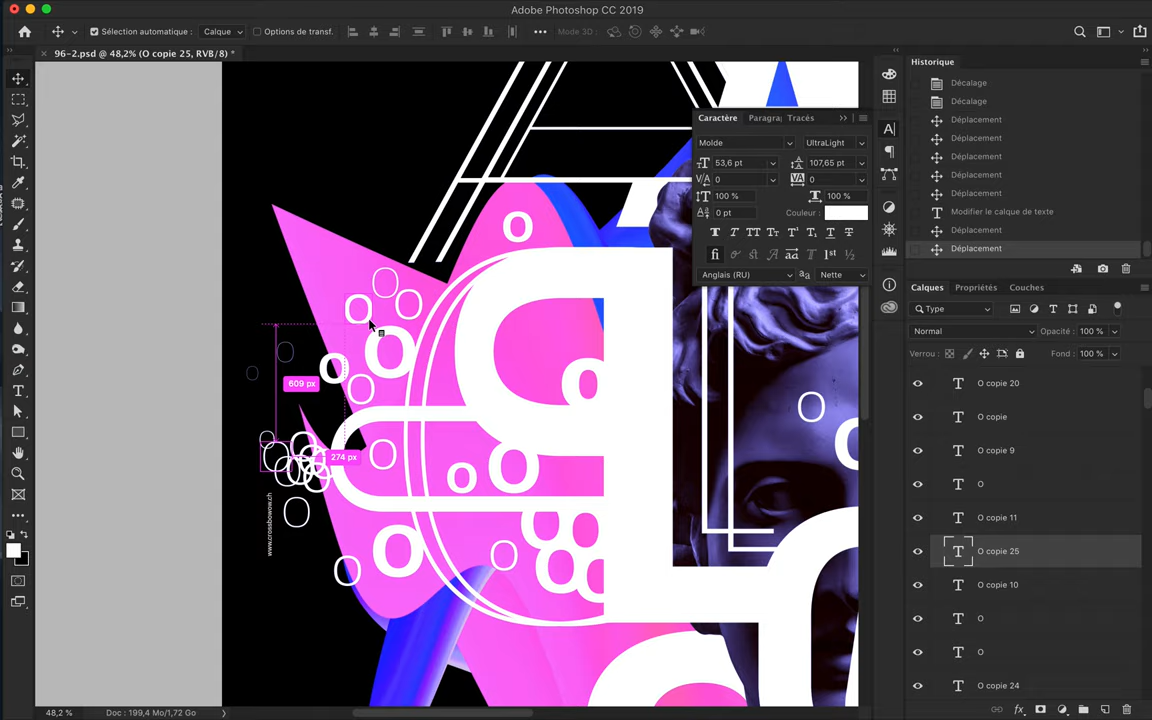 Adobe Photoshop CC 2019
Sélection automatique :
Calque
Options de transf.
Mode 3D :
96-2.psd @ 48,2% (O copie 25, RVB/8) *
Historique
Décalage
Décalage
Déplacement
Déplacement
Déplacement
Déplacement
Déplacement
Modifier le calque de texte
Déplacement
Déplacement
Caractère
Paragra
Tracés
Molde
UltraLight
53,6 pt
107,65 pt
0
0
100 %
100 %
0 pt
Couleur :
Anglais (RU)
Nette
Calques
Propriétés
Couches
Type
Normal
Opacité : 100 %
Verrou :
Fond : 100 %
O copie 20
O copie
O copie 9
O
O copie 11
O copie 25
O copie 10
O
O
O copie 24
609 px
274 px
www.crossbowow.ch
48,2 %
Doc : 199,4 Mo/1,72 Go